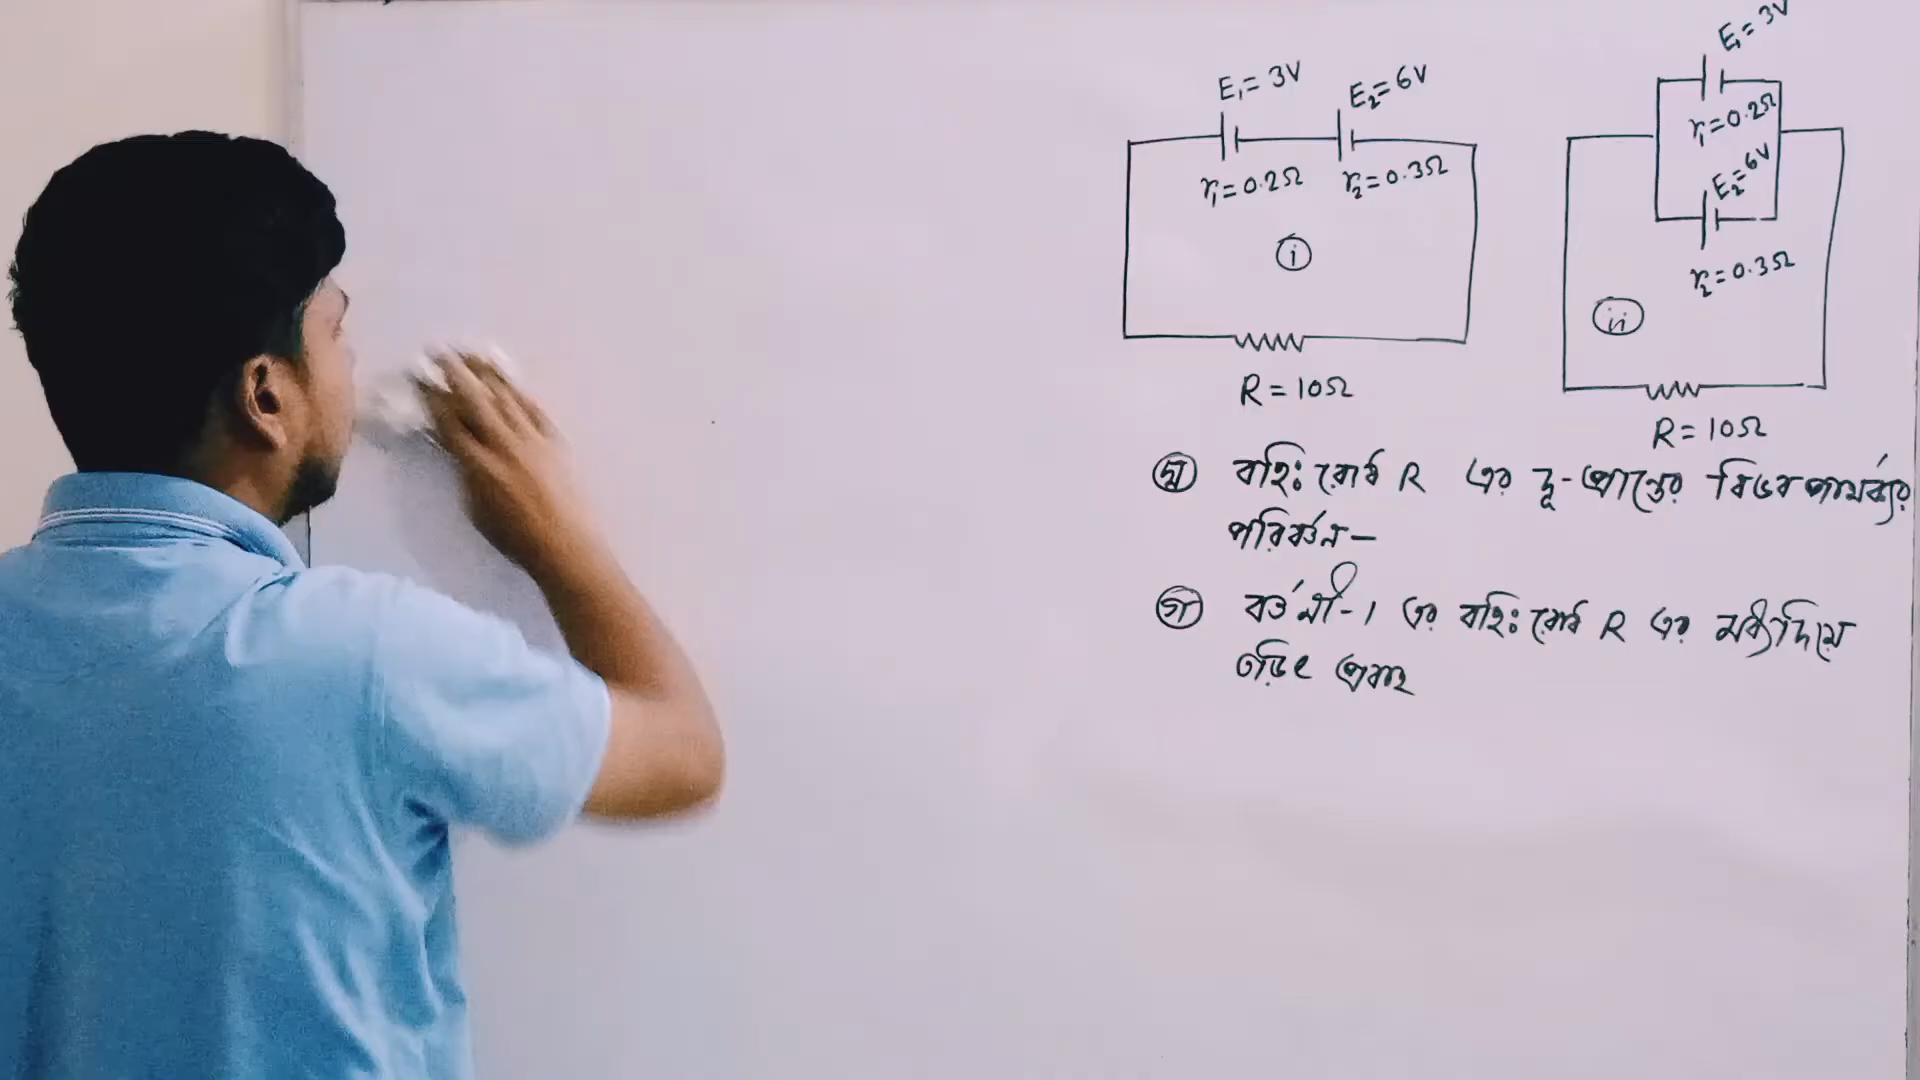 E₁= 3V
E₂= 6V
r₁= 0.2Ω
r₂= 0.3Ω
i
R = 10Ω
E₁= 3V
r₁= 0.2Ω
E₂= 6V
r₂= 0.3Ω
ii
R = 10Ω
ঘ বহিঃ রোধ R এর দু-প্রান্তের বিভব পার্থক্যের
পরিবর্তন–
গ বর্তনী-1 এর বহিঃ রোধ R এর মধ্যদিয়ে
তড়িৎ প্রবাহ